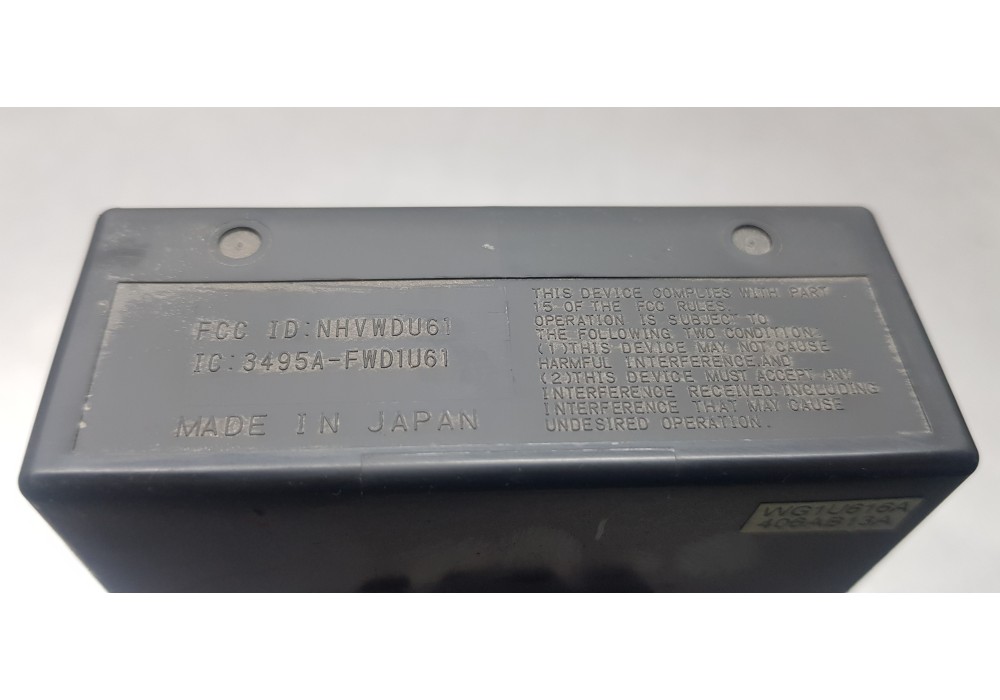 FCC ID:NHVWDU61
IC:3495A-FWD1U61
MADE IN JAPAN
THIS DEVICE COMPLIES WITH PART
15 OF THE FCC RULES.
OPERATION IS SUBJECT TO
THE FOLLOWING TWO CONDITIONS:
(1)THIS DEVICE MAY NOT CAUSE
HARMFUL INTERFERENCE,AND
(2)THIS DEVICE MUST ACCEPT ANY
INTERFERENCE RECEIVED,INCLUDING
INTERFERENCE THAT MAY CAUSE
UNDESIRED OPERATION.
WG1U616A
406AB13A